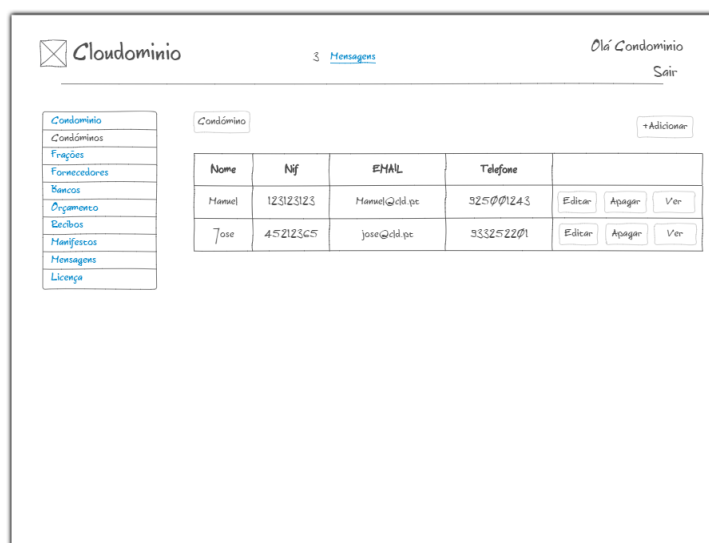 Cloudominio
3 Mensagens
Olá Condominio
Sair
Condominio
Condóminos
Frações
Fornecedores
Bancos
Orçamento
Recibos
Manifestos
Mensagens
Licença
Condómino
+Adicionar
Nome Nif EMAIL Telefone
Manuel 123123123 Manuel@cld.pt 925001243 Editar Apagar Ver
Jose 45212365 jose@cld.pt 933252201 Editar Apagar Ver